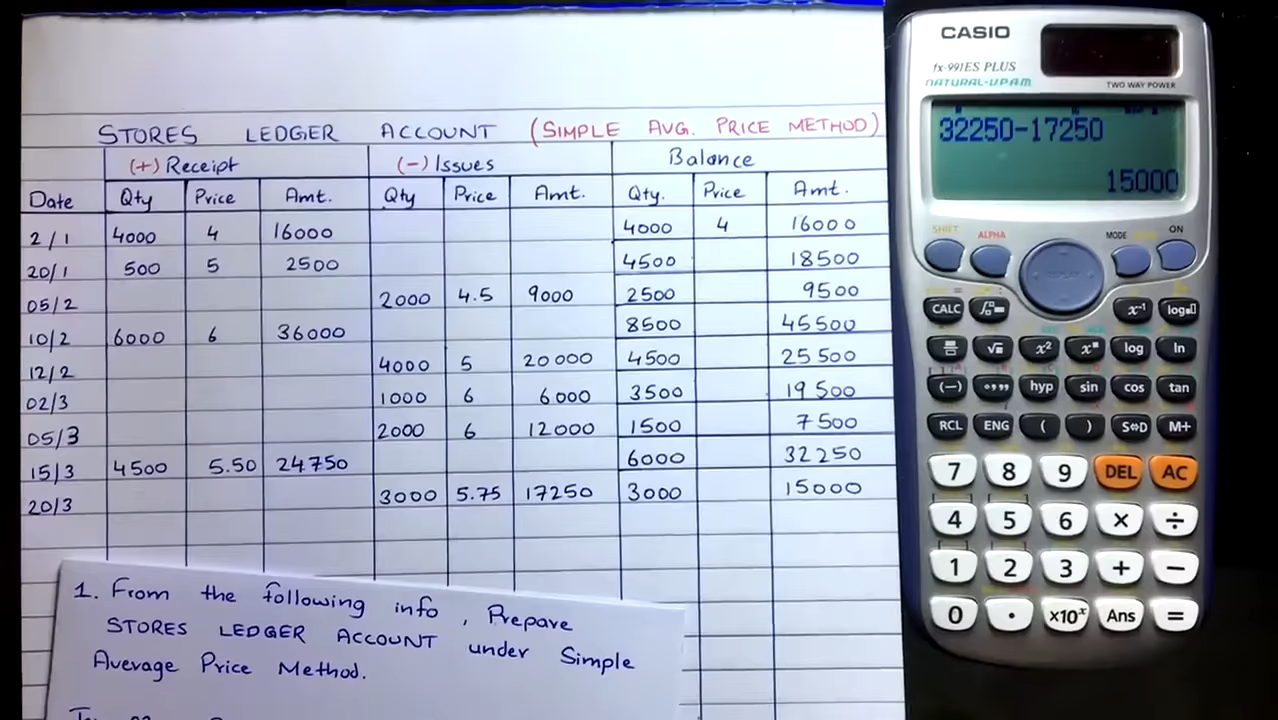 STORES LEDGER ACCOUNT (SIMPLE AVG. PRICE METHOD)
(+) Receipt (-) Issues Balance
Date Qty Price Amt. Qty Price Amt. Qty. Price Amt.
2/1 4000 4 16000 4000 4 16000
20/1 500 5 2500 4500 18500
05/2 2000 4.5 9000 2500 9500
10/2 6000 6 36000 8500 45500
12/2 4000 5 20000 4500 25500
02/3 1000 6 6000 3500 19500
05/3 2000 6 12000 1500 7500
15/3 4500 5.50 24750 6000 32250
20/3 3000 5.75 17250 3000 15000
1. From the following info, Prepare
STORES LEDGER ACCOUNT under Simple
Average Price Method.
CASIO
fx-991ES PLUS
NATURAL-V.P.A.M.
TWO WAY POWER
32250-17250
15000
SHIFT ALPHA MODE ON
REPLAY
CALC x⁻¹ log
√ x² log ln
(−) hyp sin cos tan
RCL ENG ( ) S⇔D M+
7 8 9 DEL AC
4 5 6 × ÷
1 2 3 + −
0 . ×10ˣ Ans =